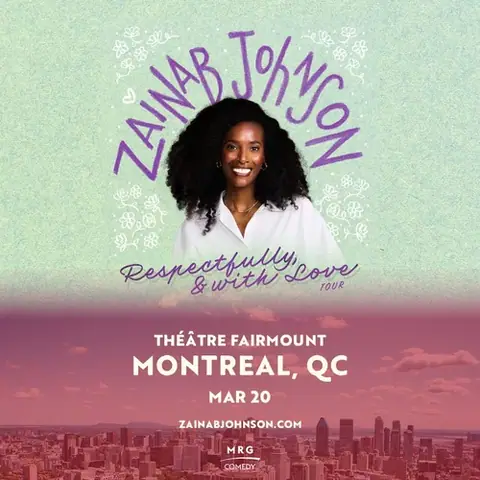 ZAINAB JOHNSON
Respectfully,
& with Love
TOUR
THÉÂTRE FAIRMOUNT
MONTREAL, QC
MAR 20
ZAINABJOHNSON.COM
MRG
COMEDY